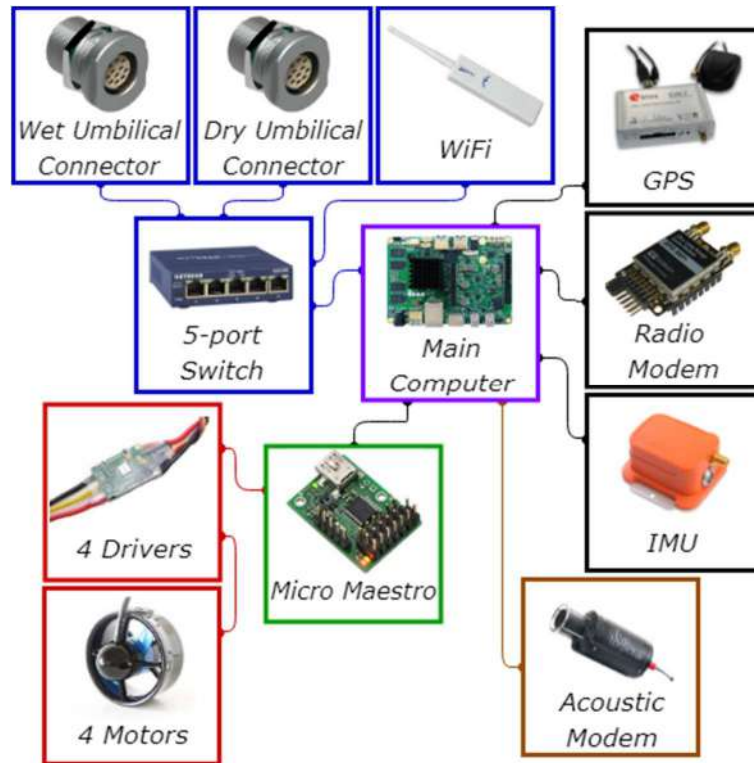 Wet Umbilical
Connector
Dry Umbilical
Connector
WiFi
GPS
NETGEAR
5-port
Switch
Main
Computer
Radio
Modem
4 Drivers
Micro Maestro
IMU
4 Motors
Acoustic
Modem